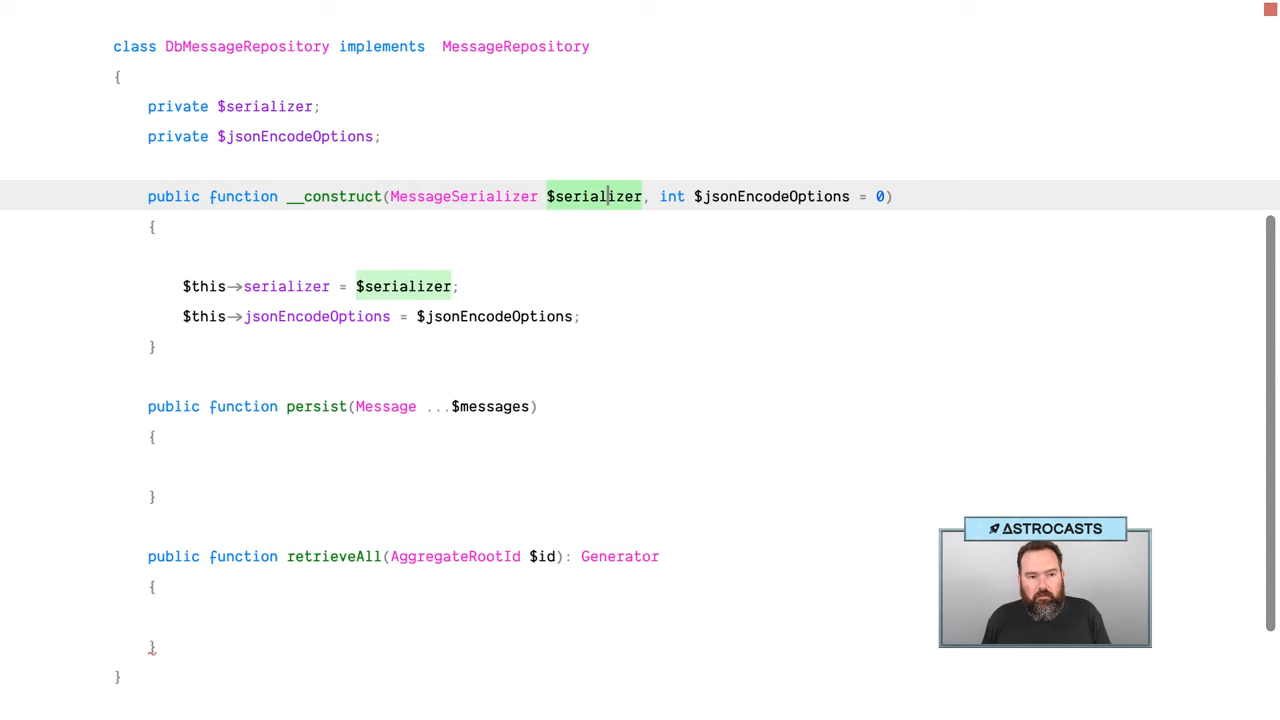 class DbMessageRepository implements  MessageRepository
{
    private $serializer;
    private $jsonEncodeOptions;
    public function __construct(MessageSerializer $serializer, int $jsonEncodeOptions = 0)
    {
        $this->serializer = $serializer;
        $this->jsonEncodeOptions = $jsonEncodeOptions;
    }
    public function persist(Message ...$messages)
    {
    }
    public function retrieveAll(AggregateRootId $id): Generator
    {
    }
}
ASTROCASTS